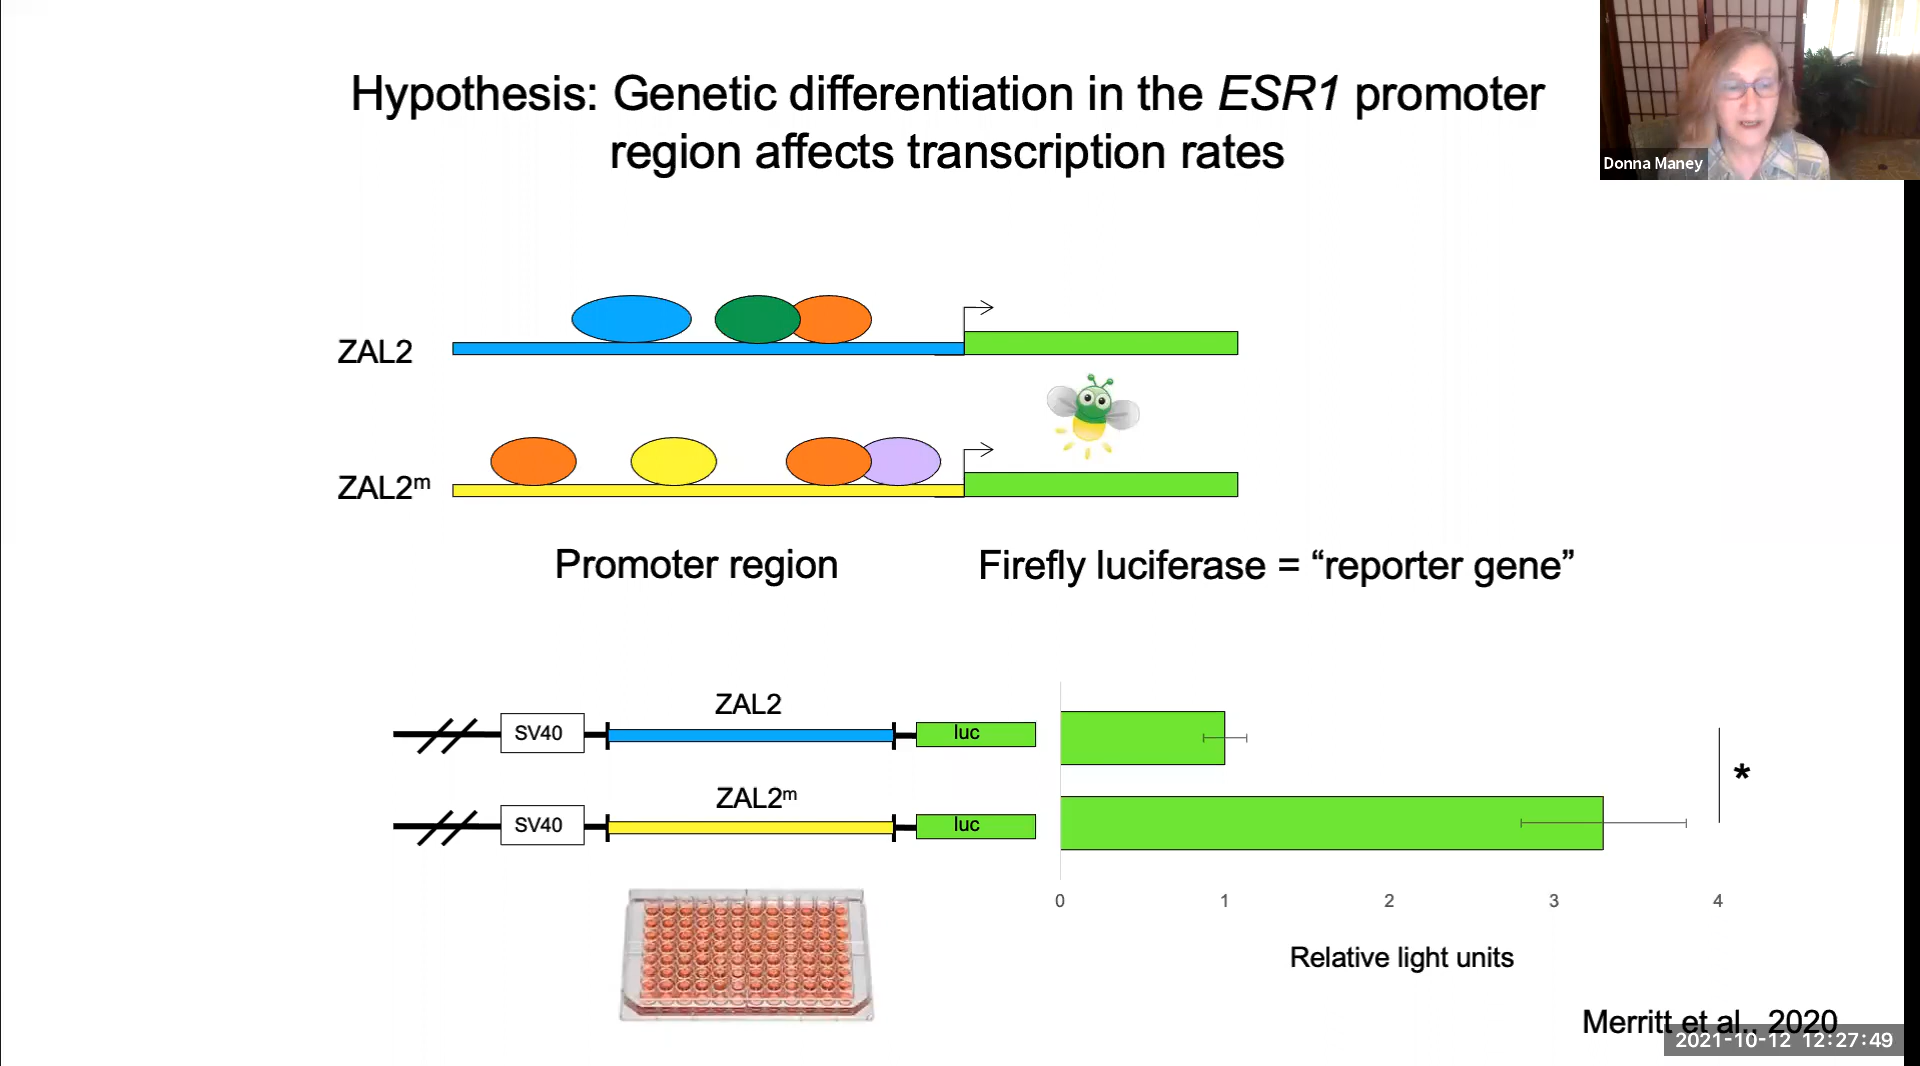 Hypothesis: Genetic differentiation in the ESR1 promoter
region affects transcription rates
Donna Maney
ZAL2
ZAL2ᵐ
Promoter region
Firefly luciferase = “reporter gene”
ZAL2
SV40
luc
ZAL2ᵐ
SV40
luc
*
0 1 2 3 4
Relative light units
Merritt et al., 2020
2021-10-12 12:27:49